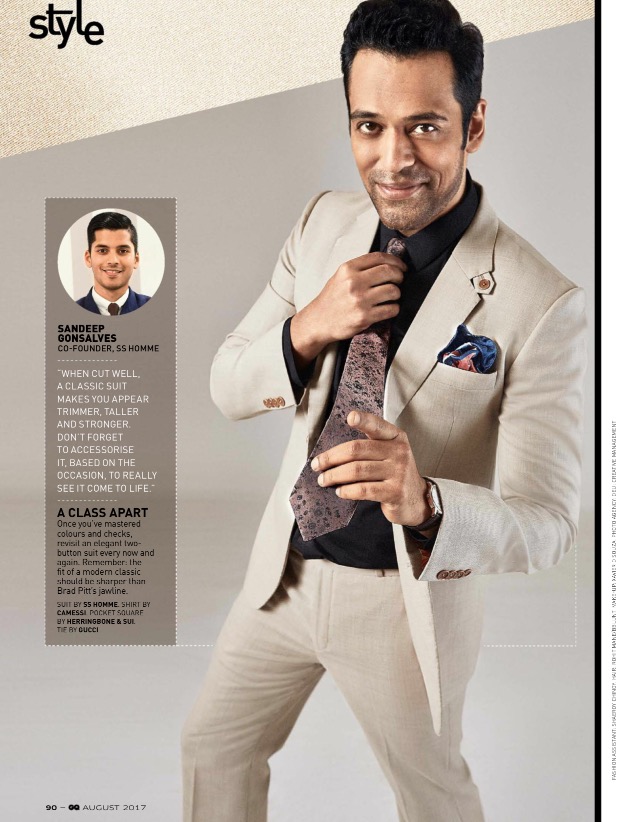 style
SANDEEP
GONSALVES
CO-FOUNDER, SS HOMME
“WHEN CUT WELL,
A CLASSIC SUIT
MAKES YOU APPEAR
TRIMMER, TALLER
AND STRONGER.
DON’T FORGET
TO ACCESSORISE
IT, BASED ON THE
OCCASION, TO REALLY
SEE IT COME TO LIFE.”
A CLASS APART
Once you’ve mastered
colours and checks,
revisit an elegant two-
button suit every now and
again. Remember: the
fit of a modern classic
should be sharper than
Brad Pitt’s jawline.
SUIT BY SS HOMME. SHIRT BY
CAMESSI. POCKET SQUARE
BY HERRINGBONE & SUI.
TIE BY GUCCI
90 — GQ AUGUST 2017
FASHION ASSISTANT: HAIR: MAKE-UP: PHOTO AGENCY: CREATIVE MANAGEMENT